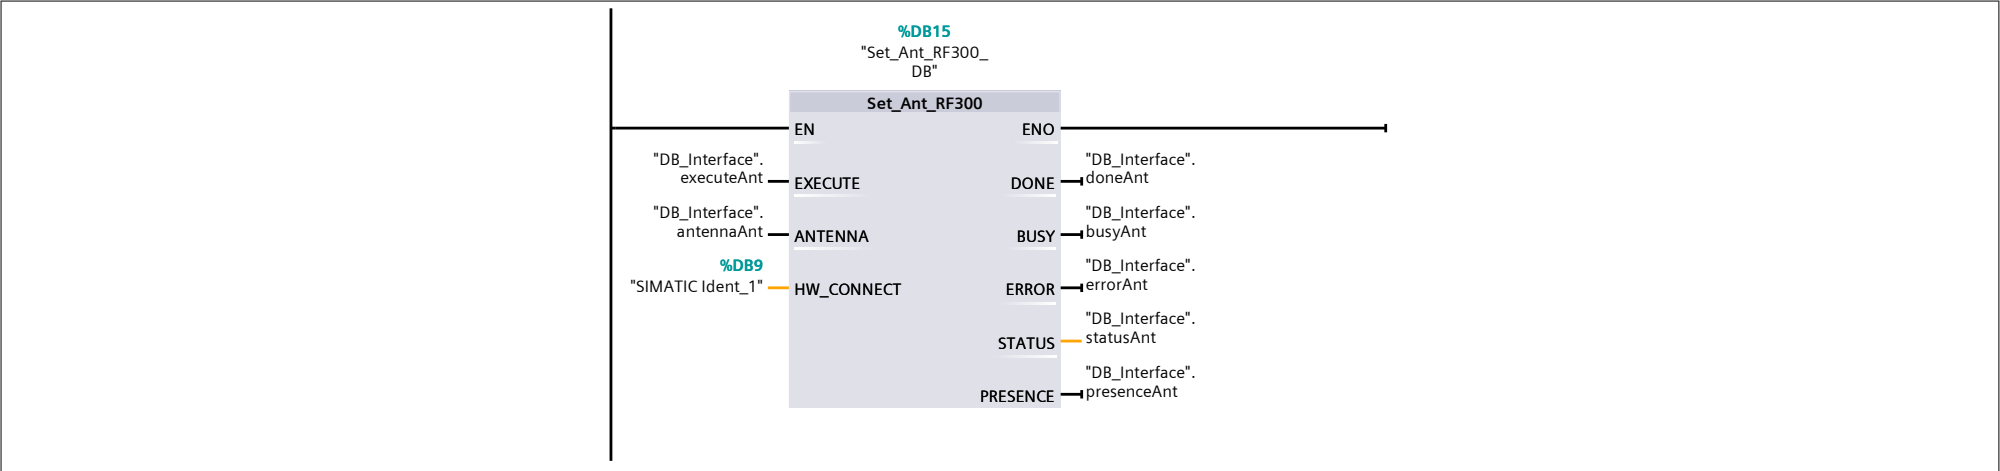 %DB15
"Set_Ant_RF300_
DB"
Set_Ant_RF300
EN
ENO
"DB_Interface".
executeAnt
EXECUTE
DONE
"DB_Interface".
doneAnt
"DB_Interface".
antennaAnt
ANTENNA
BUSY
"DB_Interface".
busyAnt
%DB9
"SIMATIC Ident_1"
HW_CONNECT
ERROR
"DB_Interface".
errorAnt
STATUS
"DB_Interface".
statusAnt
PRESENCE
"DB_Interface".
presenceAnt